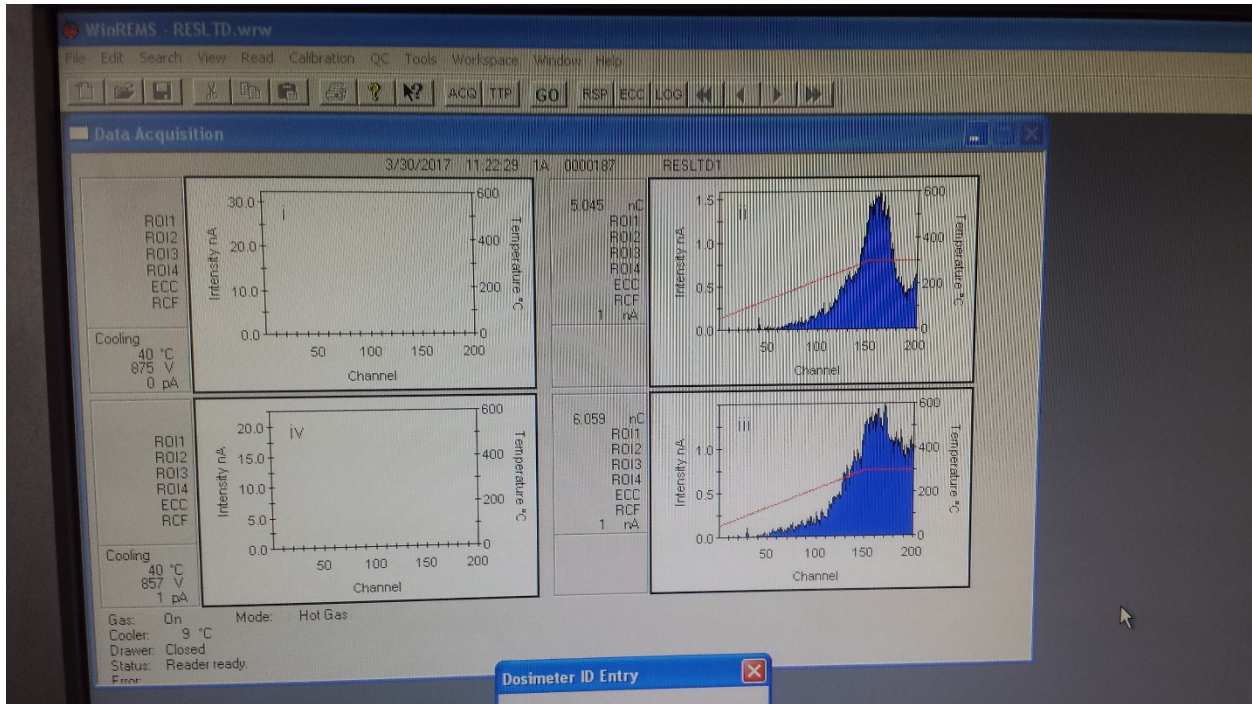 WinREMS - RESLTD.wrw
File Edit Search View Read Calibration QC Tools Workspace Window Help
ACQ TTP GO RSP ECC LOG
Data Acquisition
3/30/2017 11:22:29 1A 0000187 RESLTD1
ROI1
ROI2
ROI3
ROI4
ECC
RCF
Cooling
40 °C
875 V
0 pA
i
30.0
20.0
10.0
0.0
Intensity nA
600
400
200
0
Temperature °C
50 100 150 200
Channel
5.045 nC
ROI1
ROI2
ROI3
ROI4
ECC
RCF
1 nA
ii
1.5
1.0
0.5
0.0
Intensity nA
600
400
200
0
Temperature °C
50 100 150 200
Channel
ROI1
ROI2
ROI3
ROI4
ECC
RCF
Cooling
40 °C
857 V
1 pA
iv
20.0
15.0
10.0
5.0
0.0
Intensity nA
600
400
200
0
Temperature °C
50 100 150 200
Channel
6.059 nC
ROI1
ROI2
ROI3
ROI4
ECC
RCF
1 nA
iii
1.0
0.5
0.0
Intensity nA
600
400
200
0
Temperature °C
50 100 150 200
Channel
Gas: On Mode: Hot Gas
Cooler: 9 °C
Drawer: Closed
Status: Reader ready.
Error:
Dosimeter ID Entry